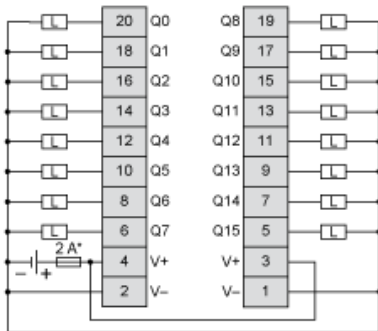 L 20 Q0 Q8 19 L
L 18 Q1 Q9 17 L
L 16 Q2 Q10 15 L
L 14 Q3 Q11 13 L
L 12 Q4 Q12 11 L
L 10 Q5 Q13 9 L
L 8 Q6 Q14 7 L
L 6 Q7 Q15 5 L
2 A*
− + 4 V+ V+ 3
2 V− V− 1